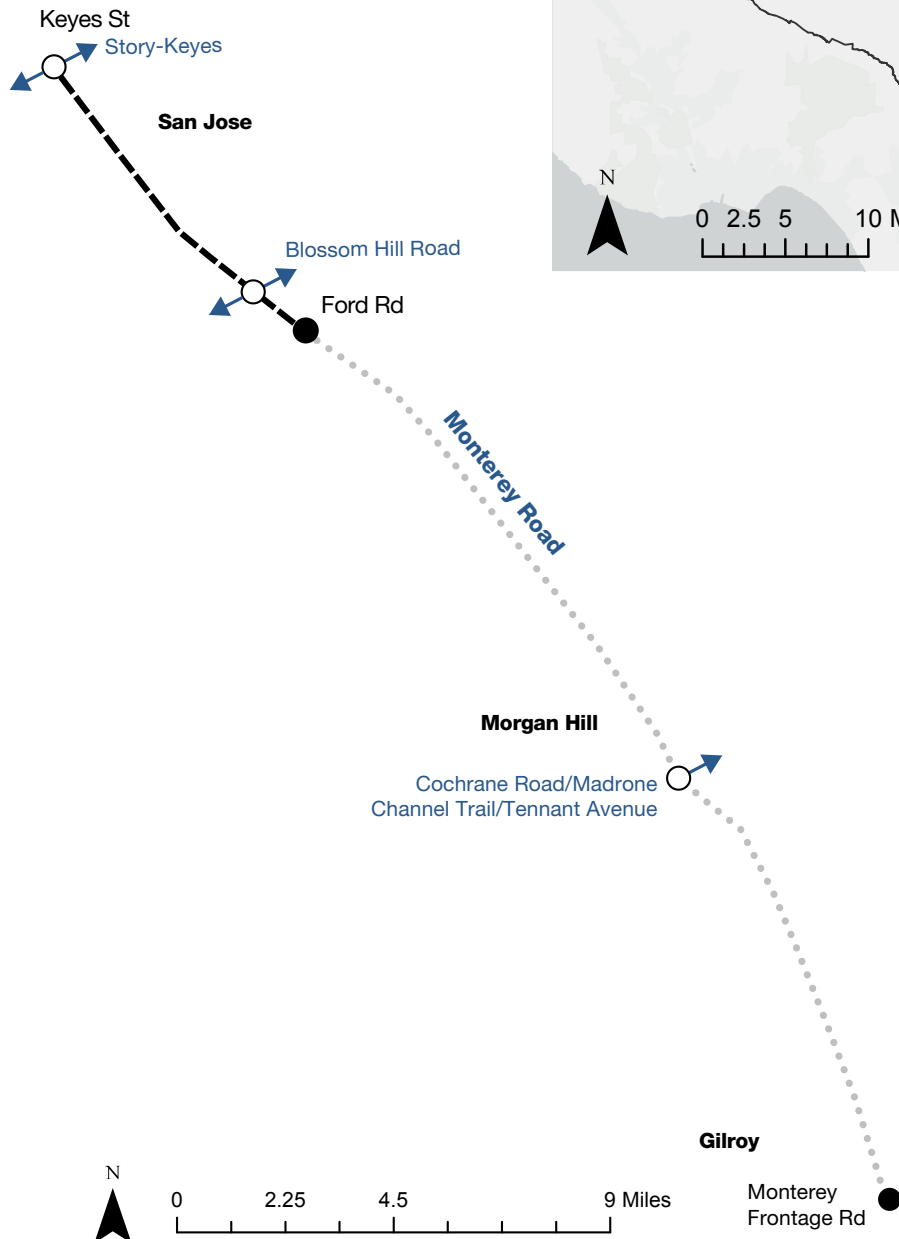 Keyes St
Story-Keyes
San Jose
N
0 2.5 5 10 M
Blossom Hill Road
Ford Rd
Monterey Road
Morgan Hill
Cochrane Road/Madrone
Channel Trail/Tennant Avenue
Gilroy
Monterey
Frontage Rd
N
0 2.25 4.5 9 Miles